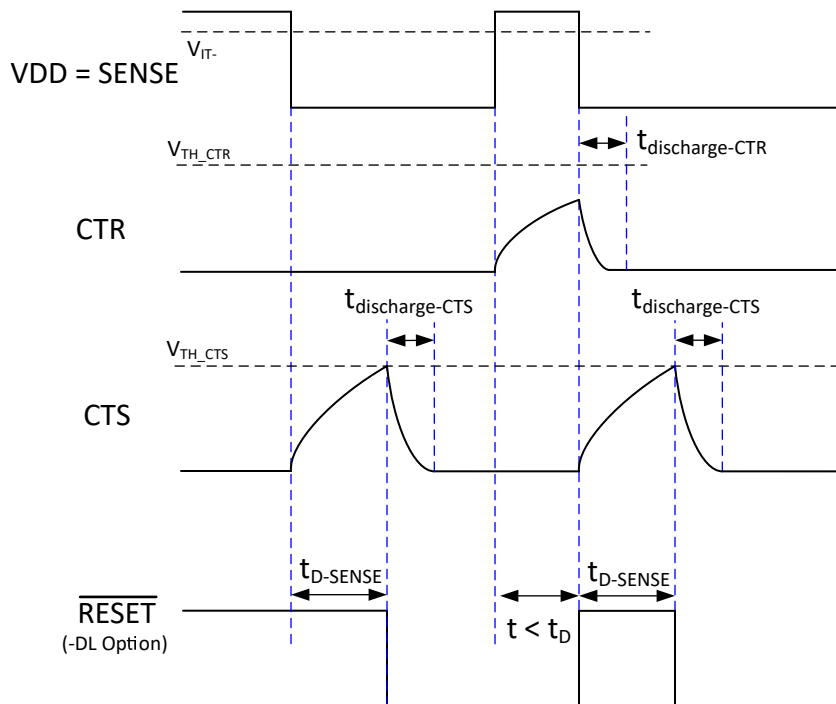 V_IT-
VDD = SENSE
V_TH_CTR
t_discharge-CTR
CTR
t_discharge-CTS
t_discharge-CTS
V_TH_CTS
CTS
t_D-SENSE
t_D-SENSE
RESET
t < t_D
(-DL Option)